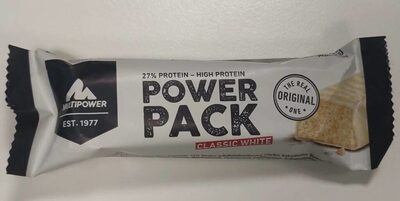 27% PROTEIN – HIGH PROTEIN
MULTIPOWER
EST. 1977
POWER
PACK
CLASSIC WHITE
THE REAL
ORIGINAL
ONE